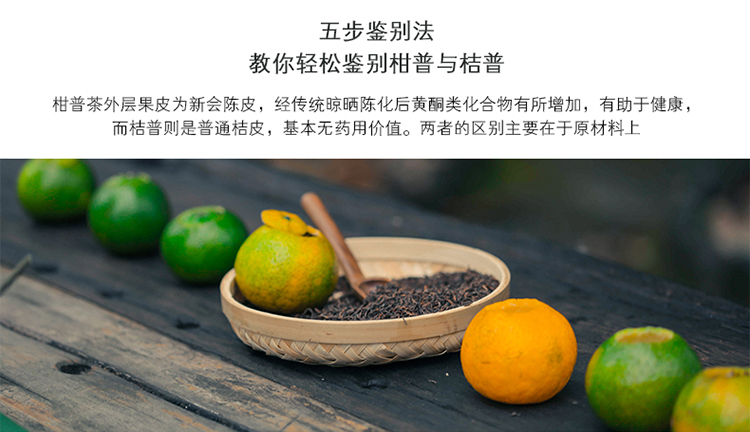 五步鉴别法
教你轻松鉴别柑普与桔普
柑普茶外层果皮为新会陈皮，经传统晾晒陈化后黄酮类化合物有所增加，有助于健康，
而桔普则是普通桔皮，基本无药用价值。两者的区别主要在于原材料上